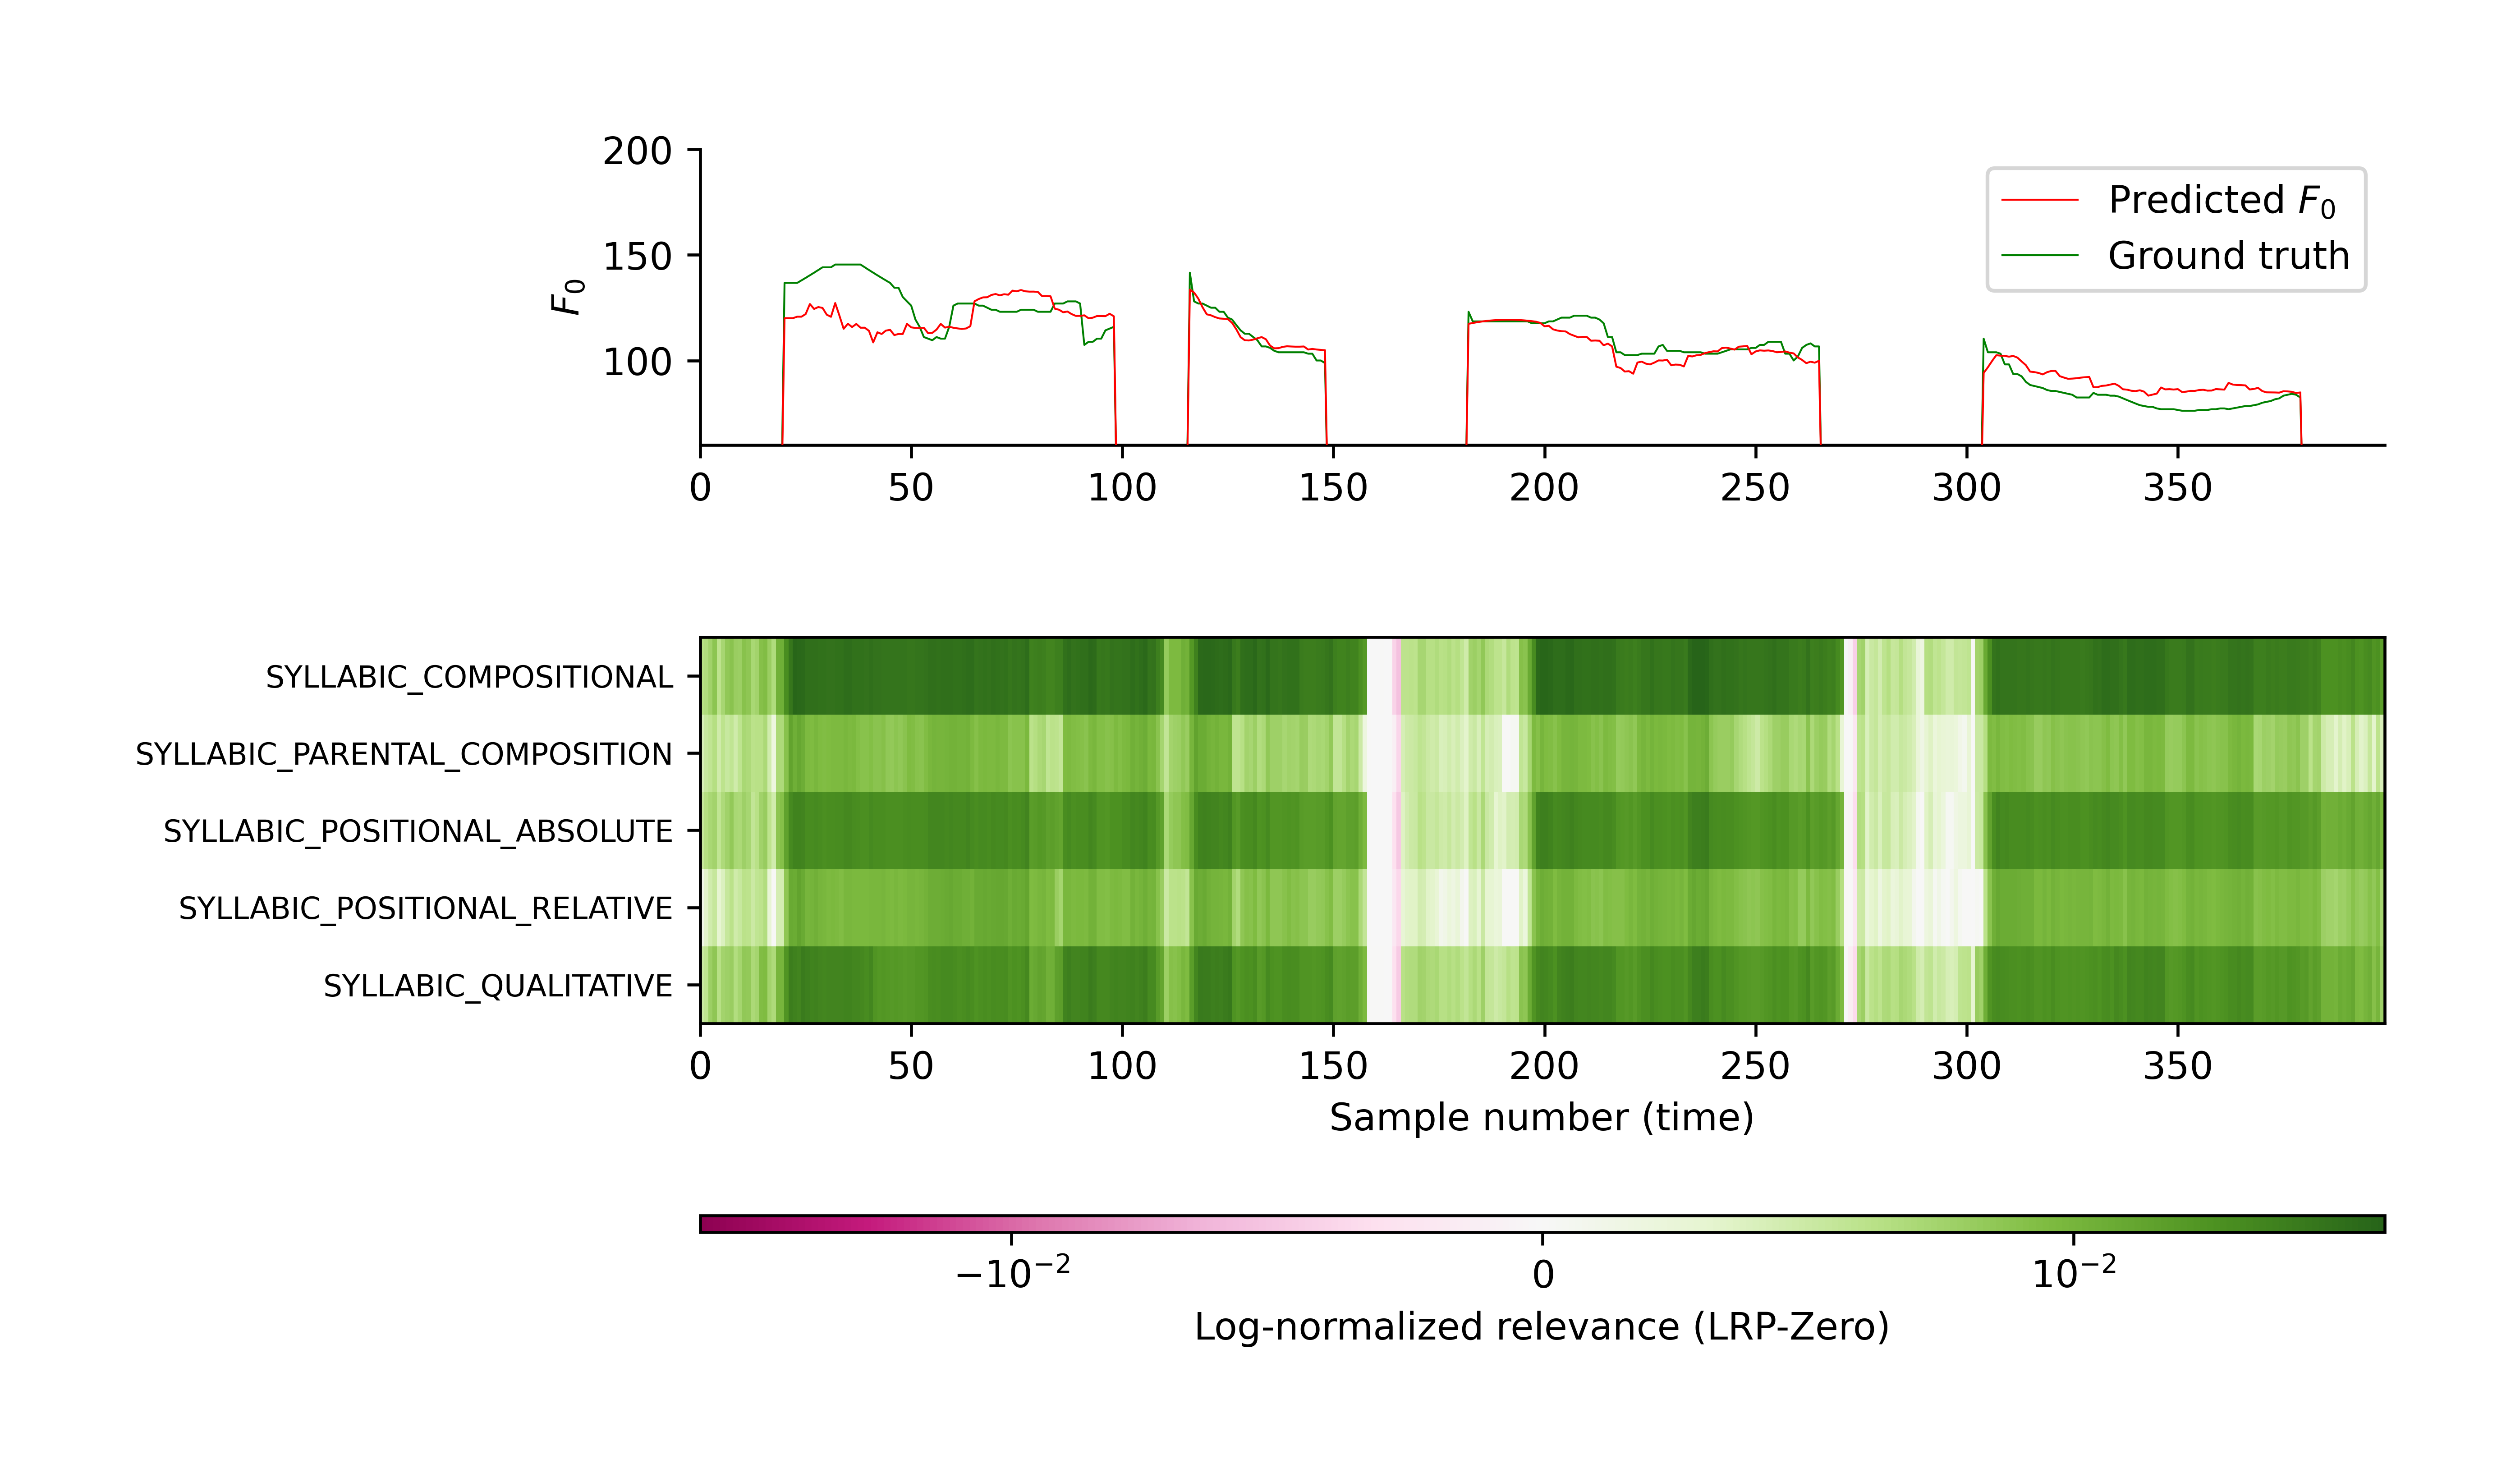 200
150
100
F₀
Predicted F₀
Ground truth
0 50 100 150 200 250 300 350
SYLLABIC_COMPOSITIONAL
SYLLABIC_PARENTAL_COMPOSITION
SYLLABIC_POSITIONAL_ABSOLUTE
SYLLABIC_POSITIONAL_RELATIVE
SYLLABIC_QUALITATIVE
0 50 100 150 200 250 300 350
Sample number (time)
−10⁻² 0 10⁻²
Log-normalized relevance (LRP-Zero)